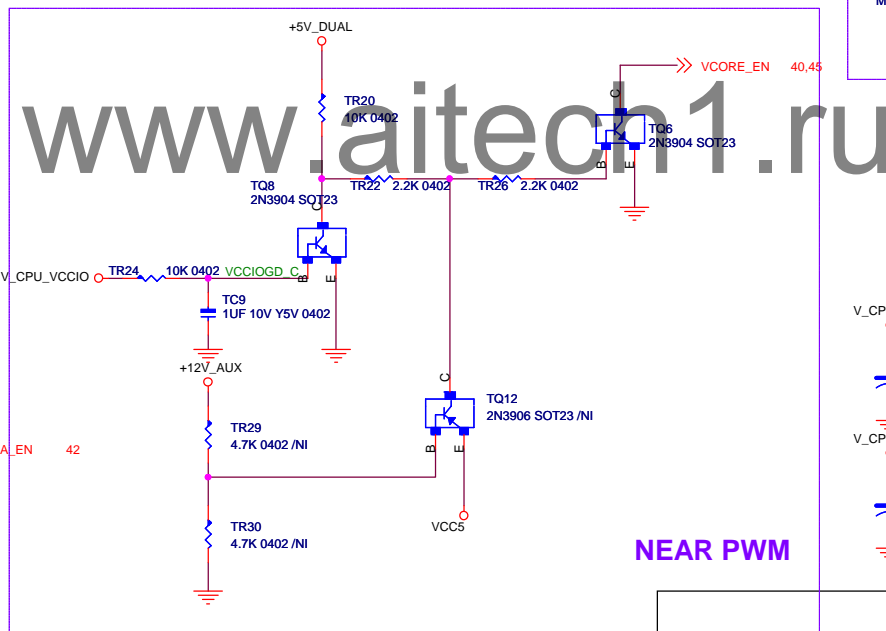 M
+5V_DUAL
VCORE_EN 40,45
TR20
10K 0402
www.aitech1.ru
C
TQ6
2N3904 SOT23
B
E
TR22 2.2K 0402
TR26 2.2K 0402
TQ8
2N3904 SOT23
C
V_CPU_VCCIO
TR24 10K 0402
VCCIOGD_C
B
E
TC9
1UF 10V Y5V 0402
V_CP
+12V_AUX
C
TQ12
2N3906 SOT23 /NI
TR29
4.7K 0402 /NI
B
E
V_CP
A_EN 42
TR30
4.7K 0402 /NI
VCC5
NEAR PWM